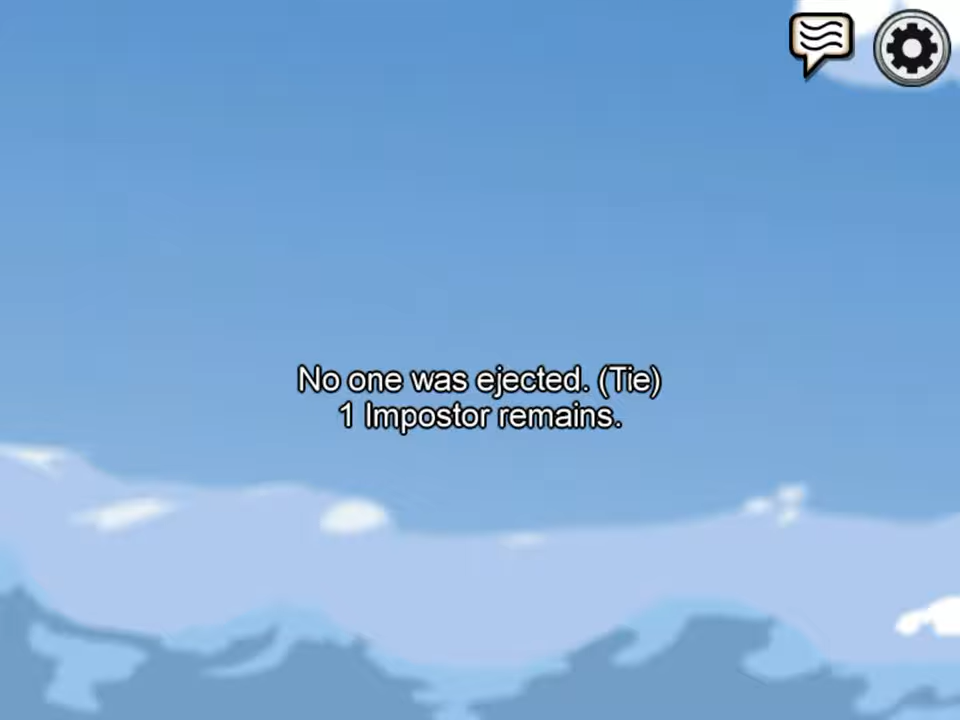 No one was ejected. (Tie)
1 Impostor remains.